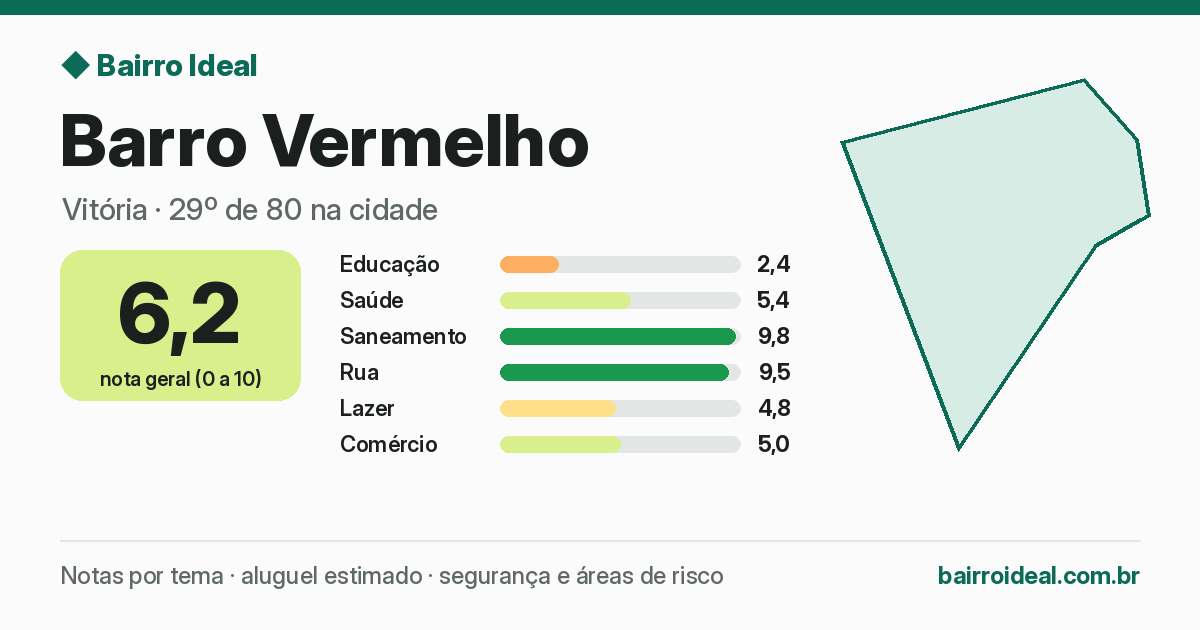 Bairro Ideal
Barro Vermelho
Vitória · 29º de 80 na cidade
6,2
nota geral (0 a 10)
Educação 2,4
Saúde 5,4
Saneamento 9,8
Rua 9,5
Lazer 4,8
Comércio 5,0
Notas por tema · aluguel estimado · segurança e áreas de risco
bairroideal.com.br